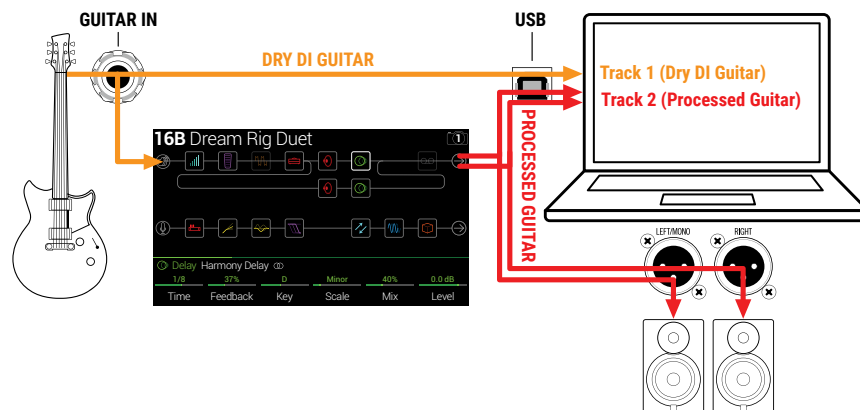 GUITAR IN
USB
DRY DI GUITAR
Track 1 (Dry DI Guitar)
Track 2 (Processed Guitar)
PROCESSED GUITAR
16B Dream Rig Duet
1
LEFT/MONO
RIGHT
Delay Harmony Delay
1/8 37% D Minor 40% 0.0 dB
Time Feedback Key Scale Mix Level